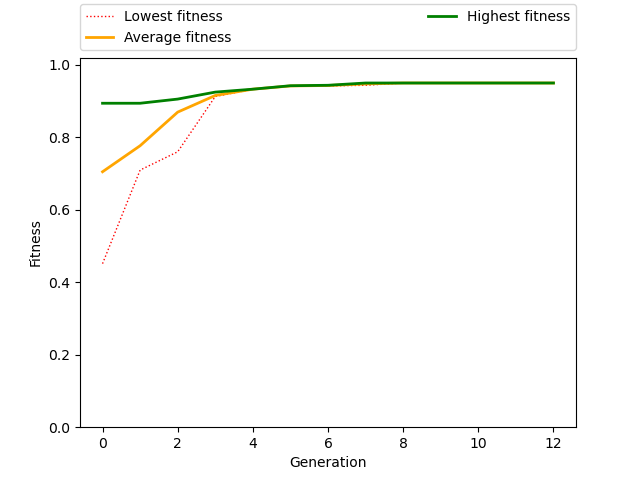 Lowest fitness
Average fitness
Highest fitness
1.0
0.8
0.6
0.4
0.2
0.0
Fitness
0 2 4 6 8 10 12
Generation